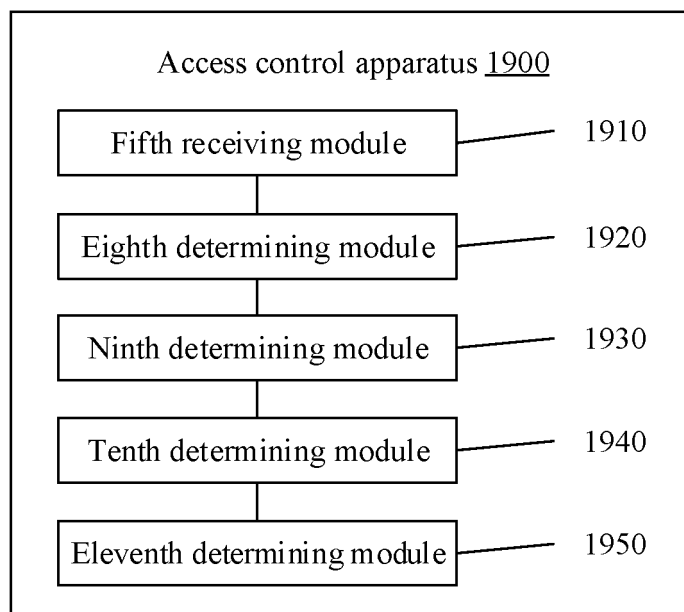 Access control apparatus 1900
Fifth receiving module 1910
Eighth determining module 1920
Ninth determining module 1930
Tenth determining module 1940
Eleventh determining module 1950